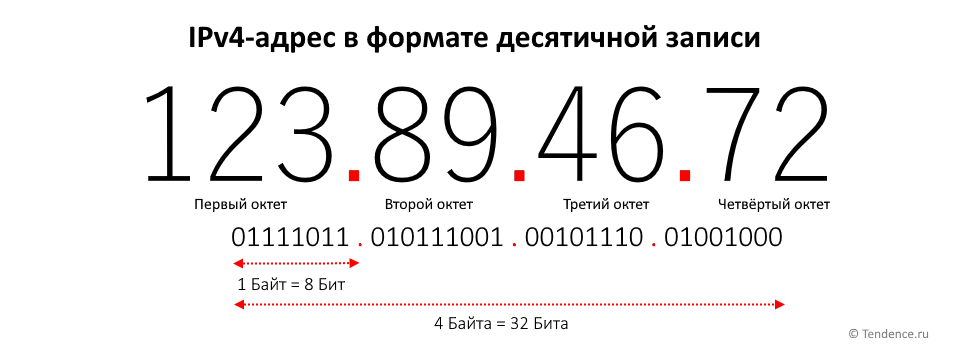 IPv4-адрес в формате десятичной записи
123.89.46.72
Первый октет Второй октет Третий октет Четвёртый октет
01111011 . 010111001 . 00101110 . 01001000
1 Байт = 8 Бит
4 Байта = 32 Бита
© Tendence.ru